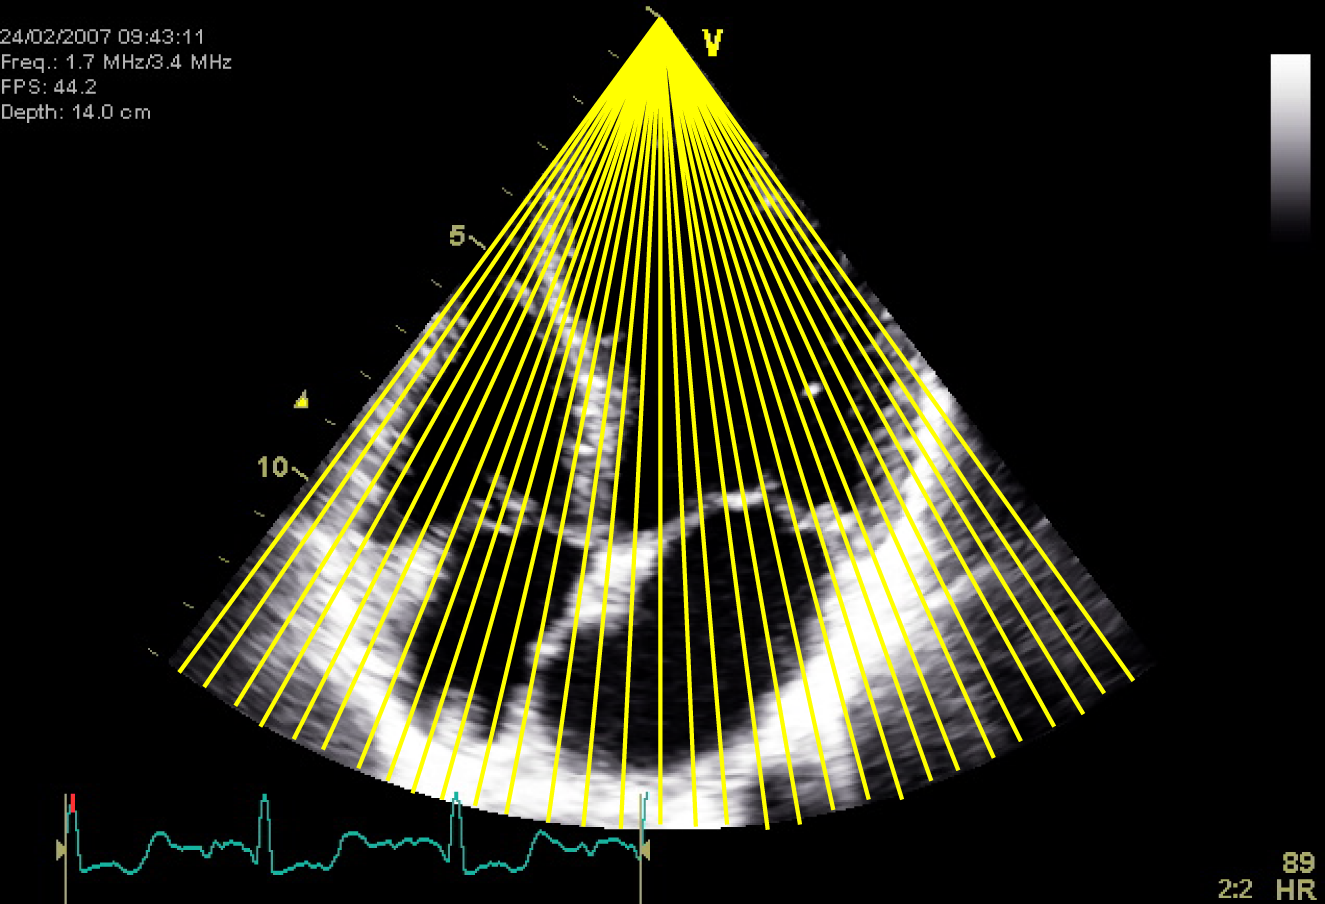 24/02/2007 09:43:11
Freq.: 1.7 MHz/3.4 MHz
FPS: 44.2
Depth: 14.0 cm
V
5
10
89
2:2 HR